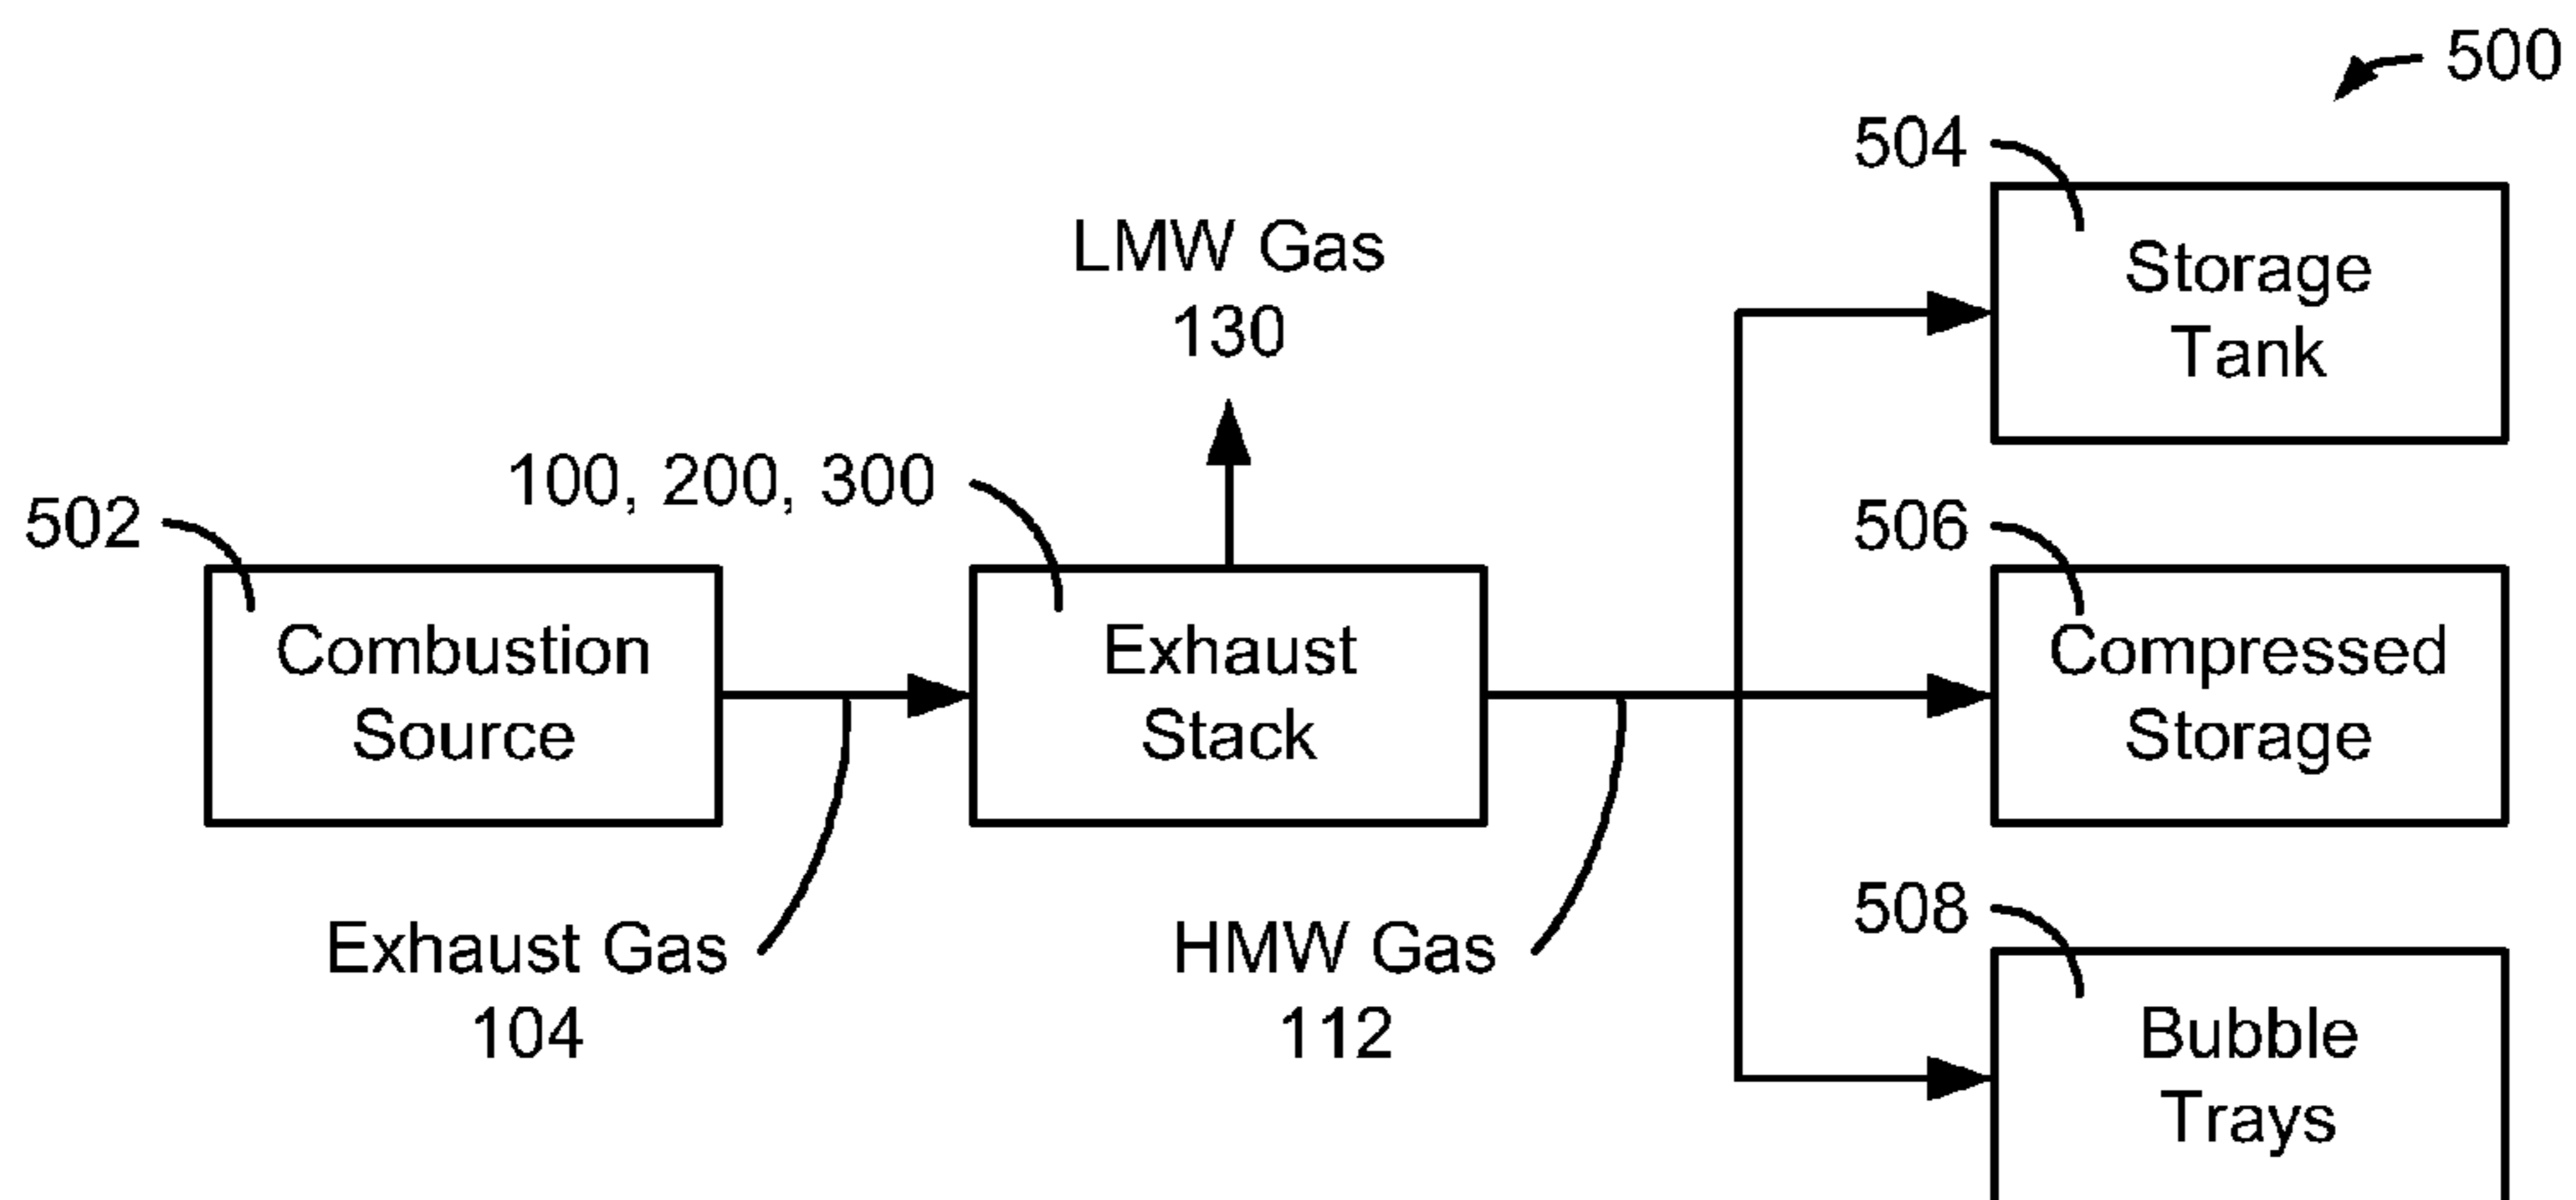 500
504
Storage
Tank
LMW Gas
130
100, 200, 300
502
506
Combustion
Source
Exhaust
Stack
Compressed
Storage
Exhaust Gas
104
HMW Gas
112
508
Bubble
Trays